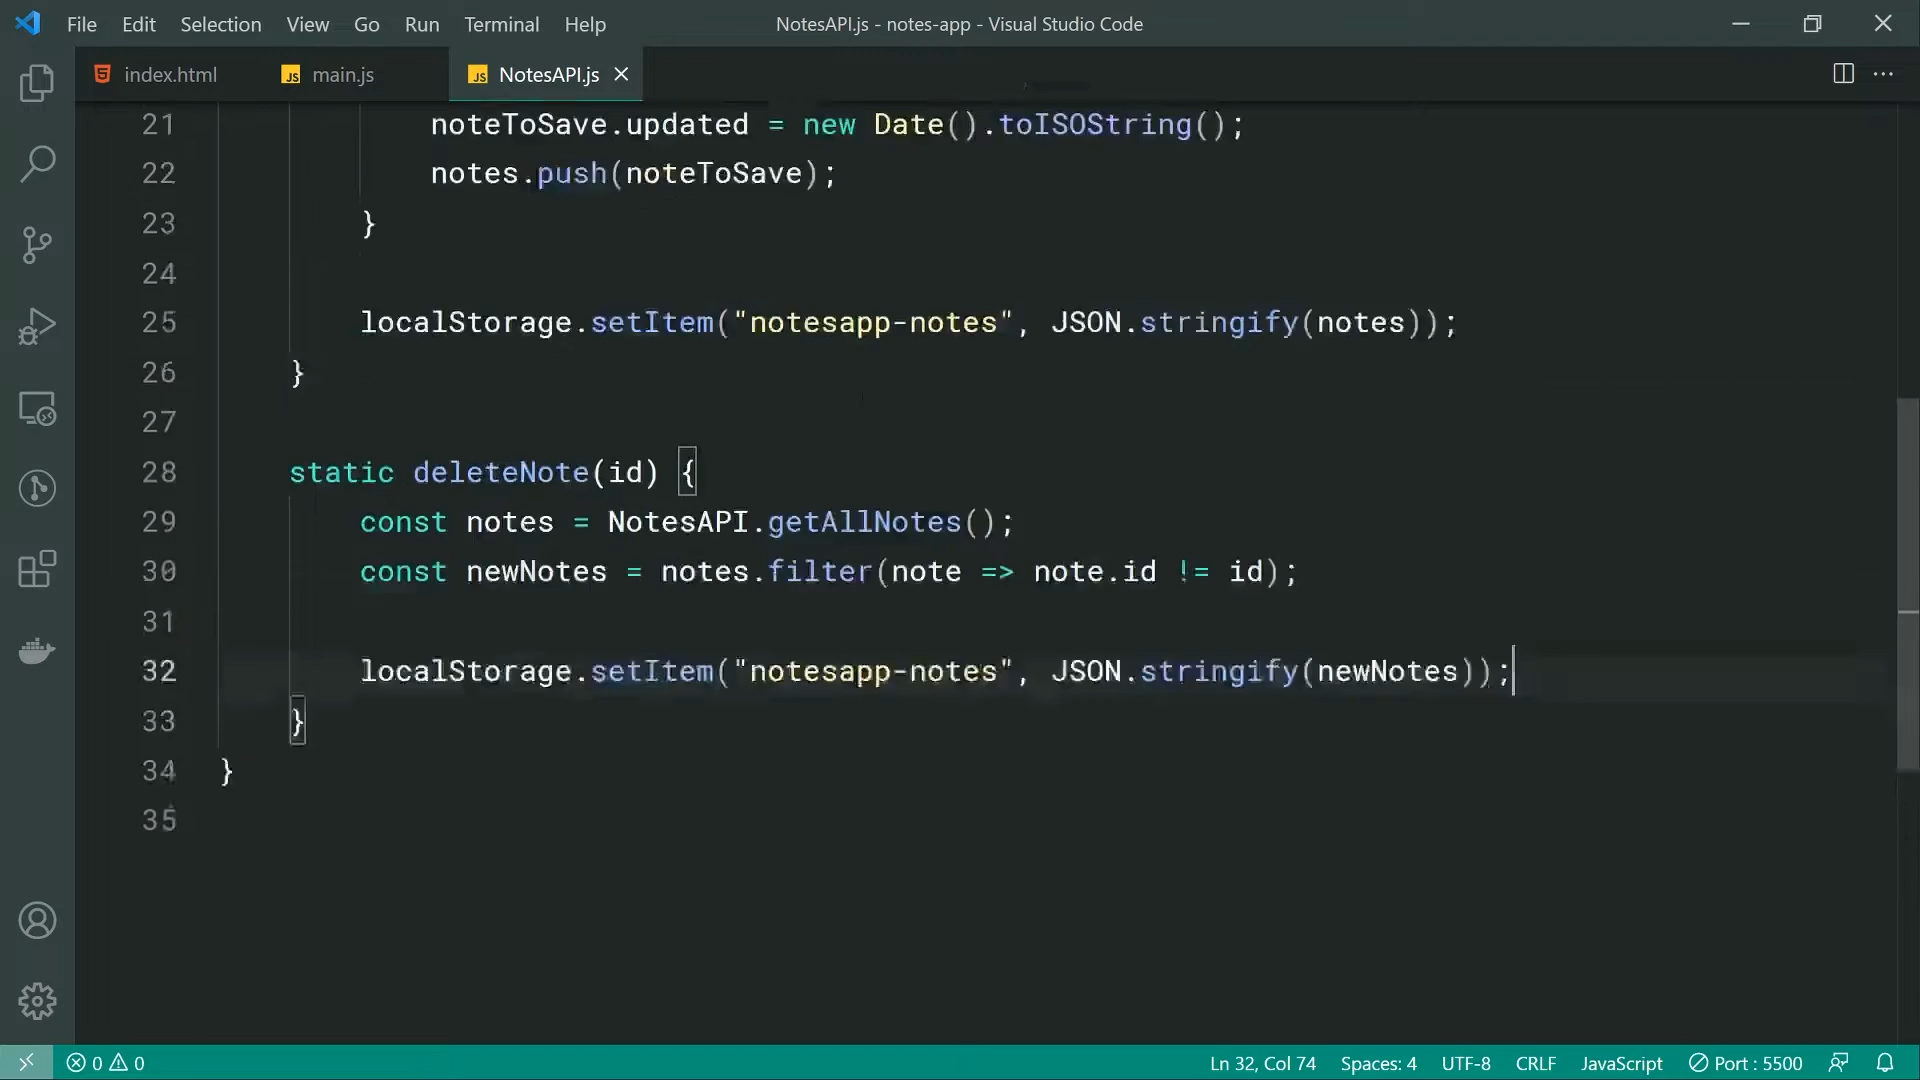 File Edit Selection View Go Run Terminal Help NotesAPI.js - notes-app - Visual Studio Code
index.html JS main.js JS NotesAPI.js
21 noteToSave.updated = new Date().toISOString();
22 notes.push(noteToSave);
23 }
24
25 localStorage.setItem("notesapp-notes", JSON.stringify(notes));
26 }
27
28 static deleteNote(id) {
29 const notes = NotesAPI.getAllNotes();
30 const newNotes = notes.filter(note => note.id != id);
31
32 localStorage.setItem("notesapp-notes", JSON.stringify(newNotes));
33 }
34 }
35
0 0 Ln 32, Col 74 Spaces: 4 UTF-8 CRLF JavaScript Port : 5500